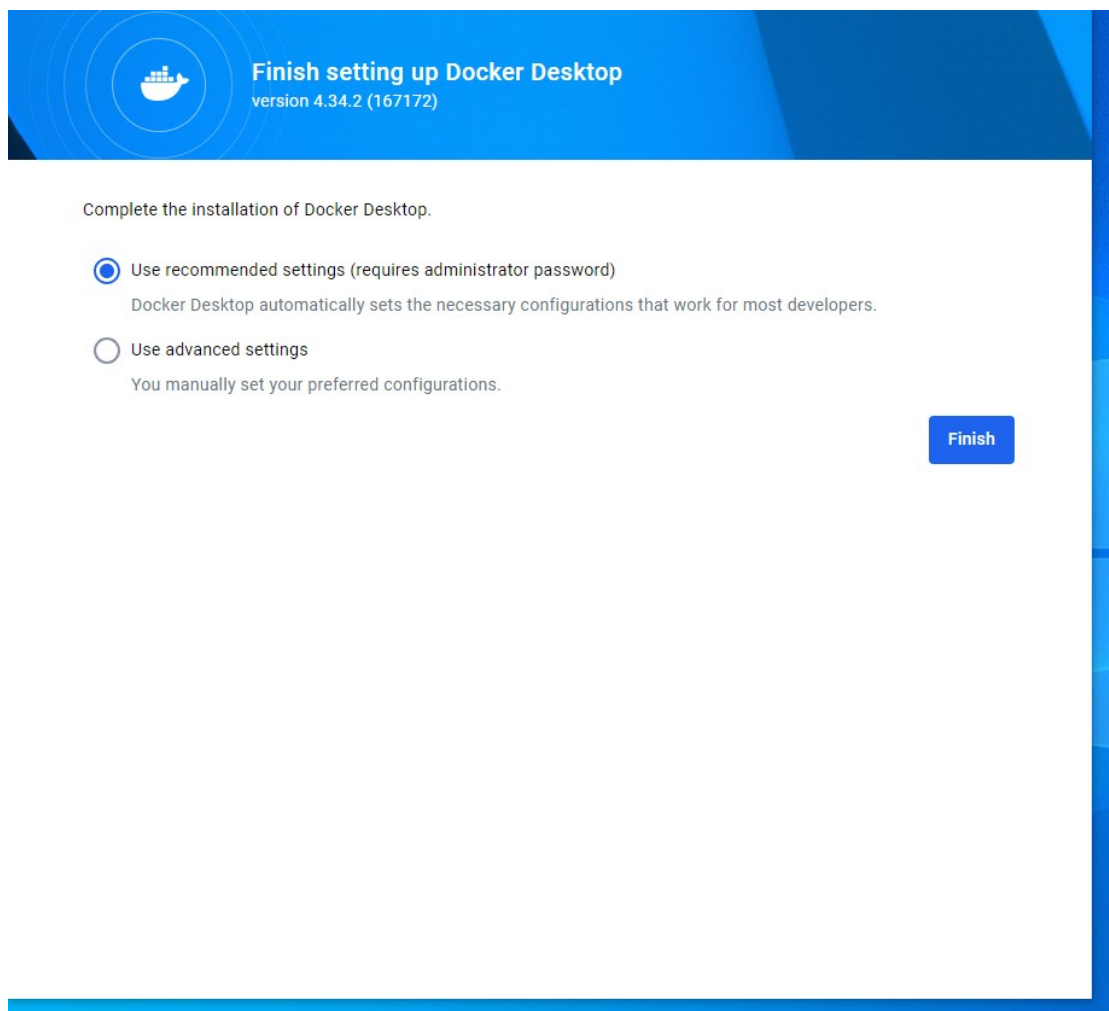 Finish setting up Docker Desktop
version 4.34.2 (167172)
Complete the installation of Docker Desktop.
Use recommended settings (requires administrator password)
Docker Desktop automatically sets the necessary configurations that work for most developers.
Use advanced settings
You manually set your preferred configurations.
Finish